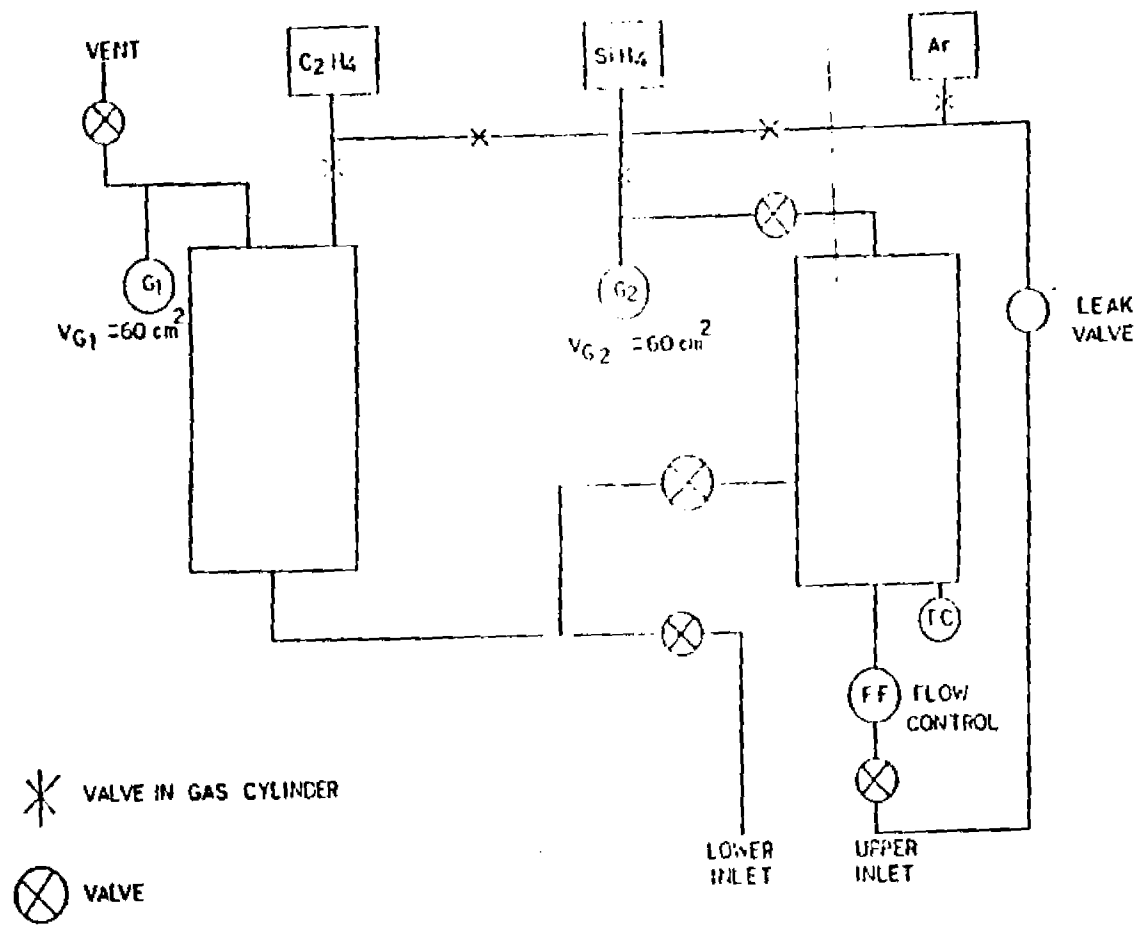 VENT
C2H4
SiH4
Ar
G1
VG1 = 60 cm2
G2
VG2 = 60 cm2
LEAK
VALVE
TC
FF
FLOW
CONTROL
VALVE IN GAS CYLINDER
LOWER
INLET
UPPER
INLET
VALVE